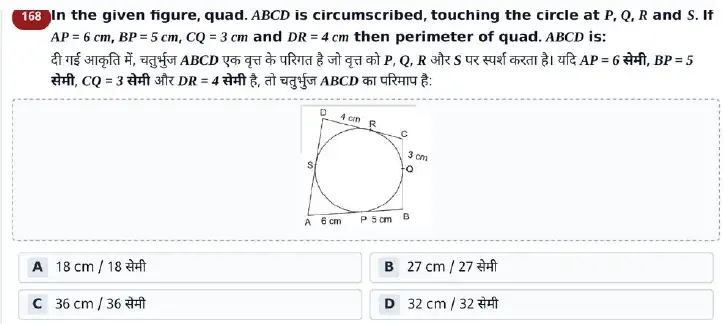 168 In the given figure, quad. ABCD is circumscribed, touching the circle at P, Q, R and S. If
AP = 6 cm, BP = 5 cm, CQ = 3 cm and DR = 4 cm then perimeter of quad. ABCD is:
दी गई आकृति में, चतुर्भुज ABCD एक वृत्त के परिगत है जो वृत्त को P, Q, R और S पर स्पर्श करता है। यदि AP = 6 सेमी, BP = 5
सेमी, CQ = 3 सेमी और DR = 4 सेमी है, तो चतुर्भुज ABCD का परिमाप है:
D 4 cm R
C
3 cm
S Q
A 6 cm P 5 cm B
A 18 cm / 18 सेमी B 27 cm / 27 सेमी
C 36 cm / 36 सेमी D 32 cm / 32 सेमी